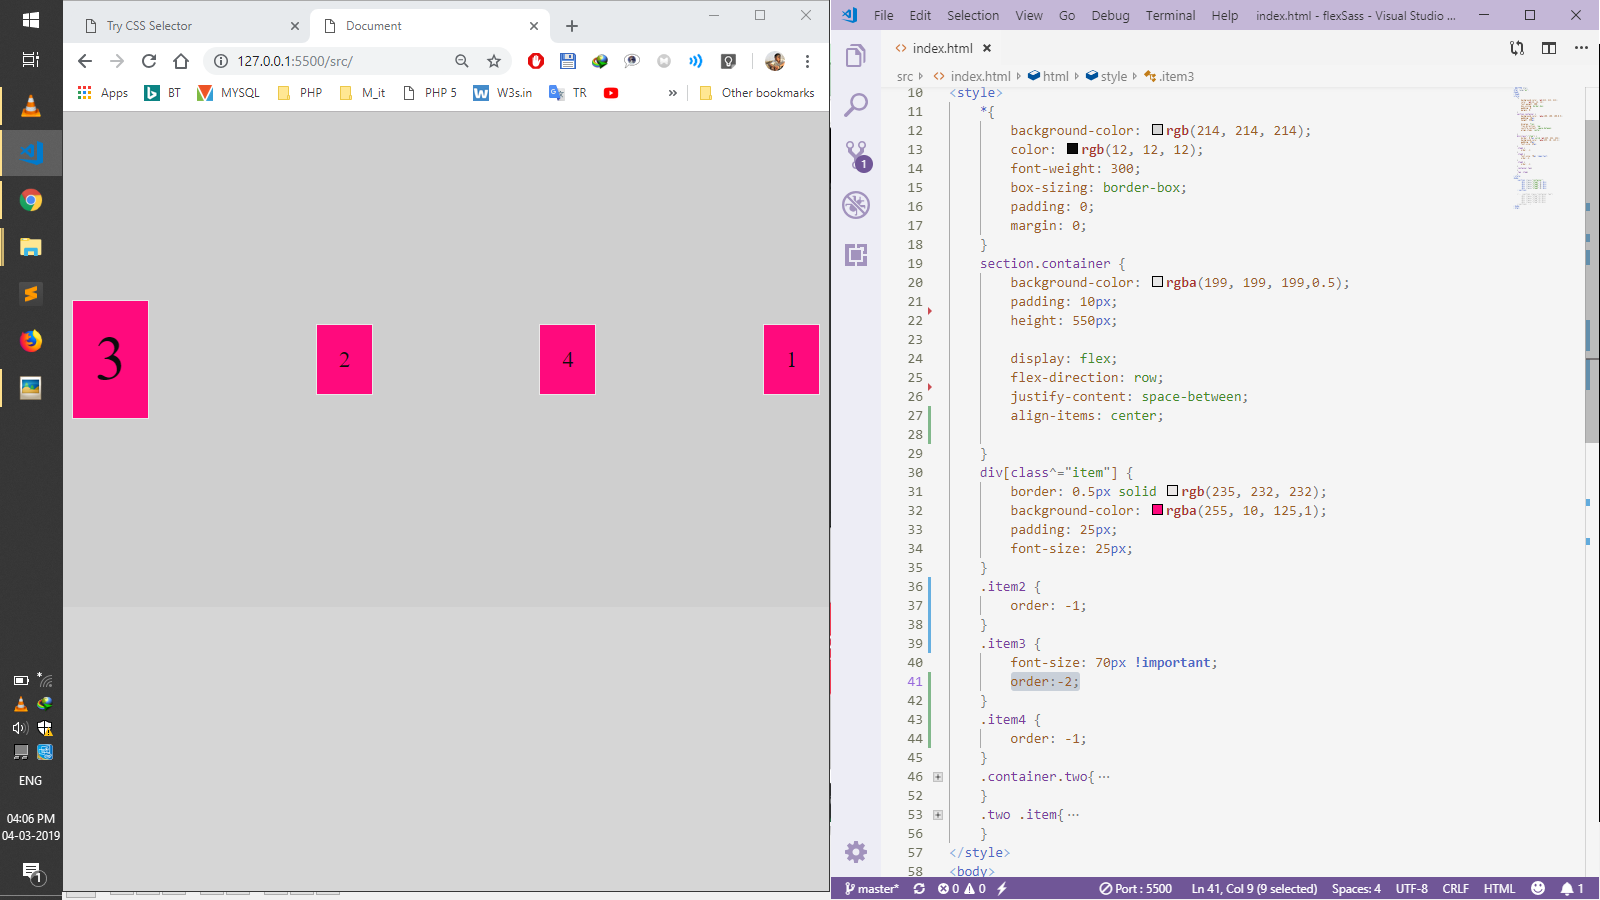 Try CSS Selector
Document
127.0.0.1:5500/src/
Apps
BT
MYSQL
PHP
M_it
PHP 5
W3s.in
TR
»
Other bookmarks
3
2
4
1
ENG
04:06 PM
04-03-2019
1
File Edit Selection View Go Debug Terminal Help index.html - flexSass - Visual Studio ...
index.html
src index.html html style .item3
1
10 <style>
11 *{
12 background-color: rgb(214, 214, 214);
13 color: rgb(12, 12, 12);
14 font-weight: 300;
15 box-sizing: border-box;
16 padding: 0;
17 margin: 0;
18 }
19 section.container {
20 background-color: rgba(199, 199, 199,0.5);
21 padding: 10px;
22 height: 550px;
23
24 display: flex;
25 flex-direction: row;
26 justify-content: space-between;
27 align-items: center;
28
29 }
30 div[class^="item"] {
31 border: 0.5px solid rgb(235, 232, 232);
32 background-color: rgba(255, 10, 125,1);
33 padding: 25px;
34 font-size: 25px;
35 }
36 .item2 {
37 order: -1;
38 }
39 .item3 {
40 font-size: 70px !important;
41 order:-2;
42 }
43 .item4 {
44 order: -1;
45 }
46 .container.two{ ...
52 }
53 .two .item{ ...
56 }
57 </style>
58 <body>
master* 0 0 Port : 5500 Ln 41, Col 9 (9 selected) Spaces: 4 UTF-8 CRLF HTML 1